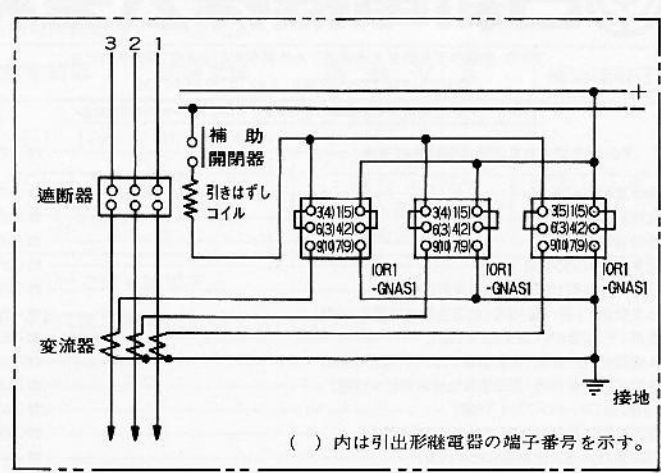 3 2 1
+
−
補助
開閉器
引きはずし
コイル
遮断器
3(4) 1(5)
6(3) 4(2)
9(10) 7(9)
IOR1
-GNAS1
3(4) 1(5)
6(3) 4(2)
9(10) 7(9)
IOR1
-GNAS1
3(5) 1(5)
6(3) 4(2)
9(10) 7(9)
IOR1
-GNAS1
変流器
接地
( )内は引出形継電器の端子番号を示す。